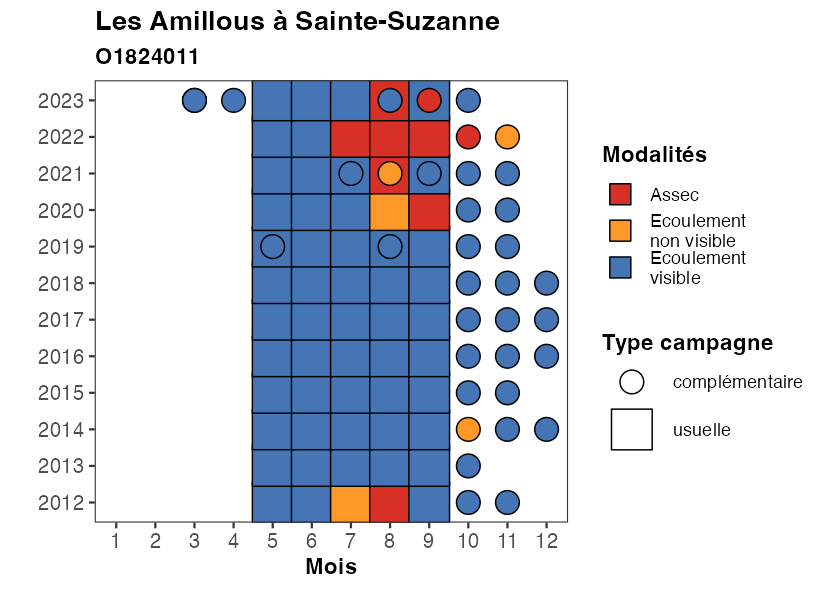 Les Amillous à Sainte-Suzanne
O1824011
2023
2022
2021
2020
2019
2018
2017
2016
2015
2014
2013
2012
1 2 3 4 5 6 7 8 9 10 11 12
Mois
Modalités
Assec
Ecoulement
non visible
Ecoulement
visible
Type campagne
complémentaire
usuelle